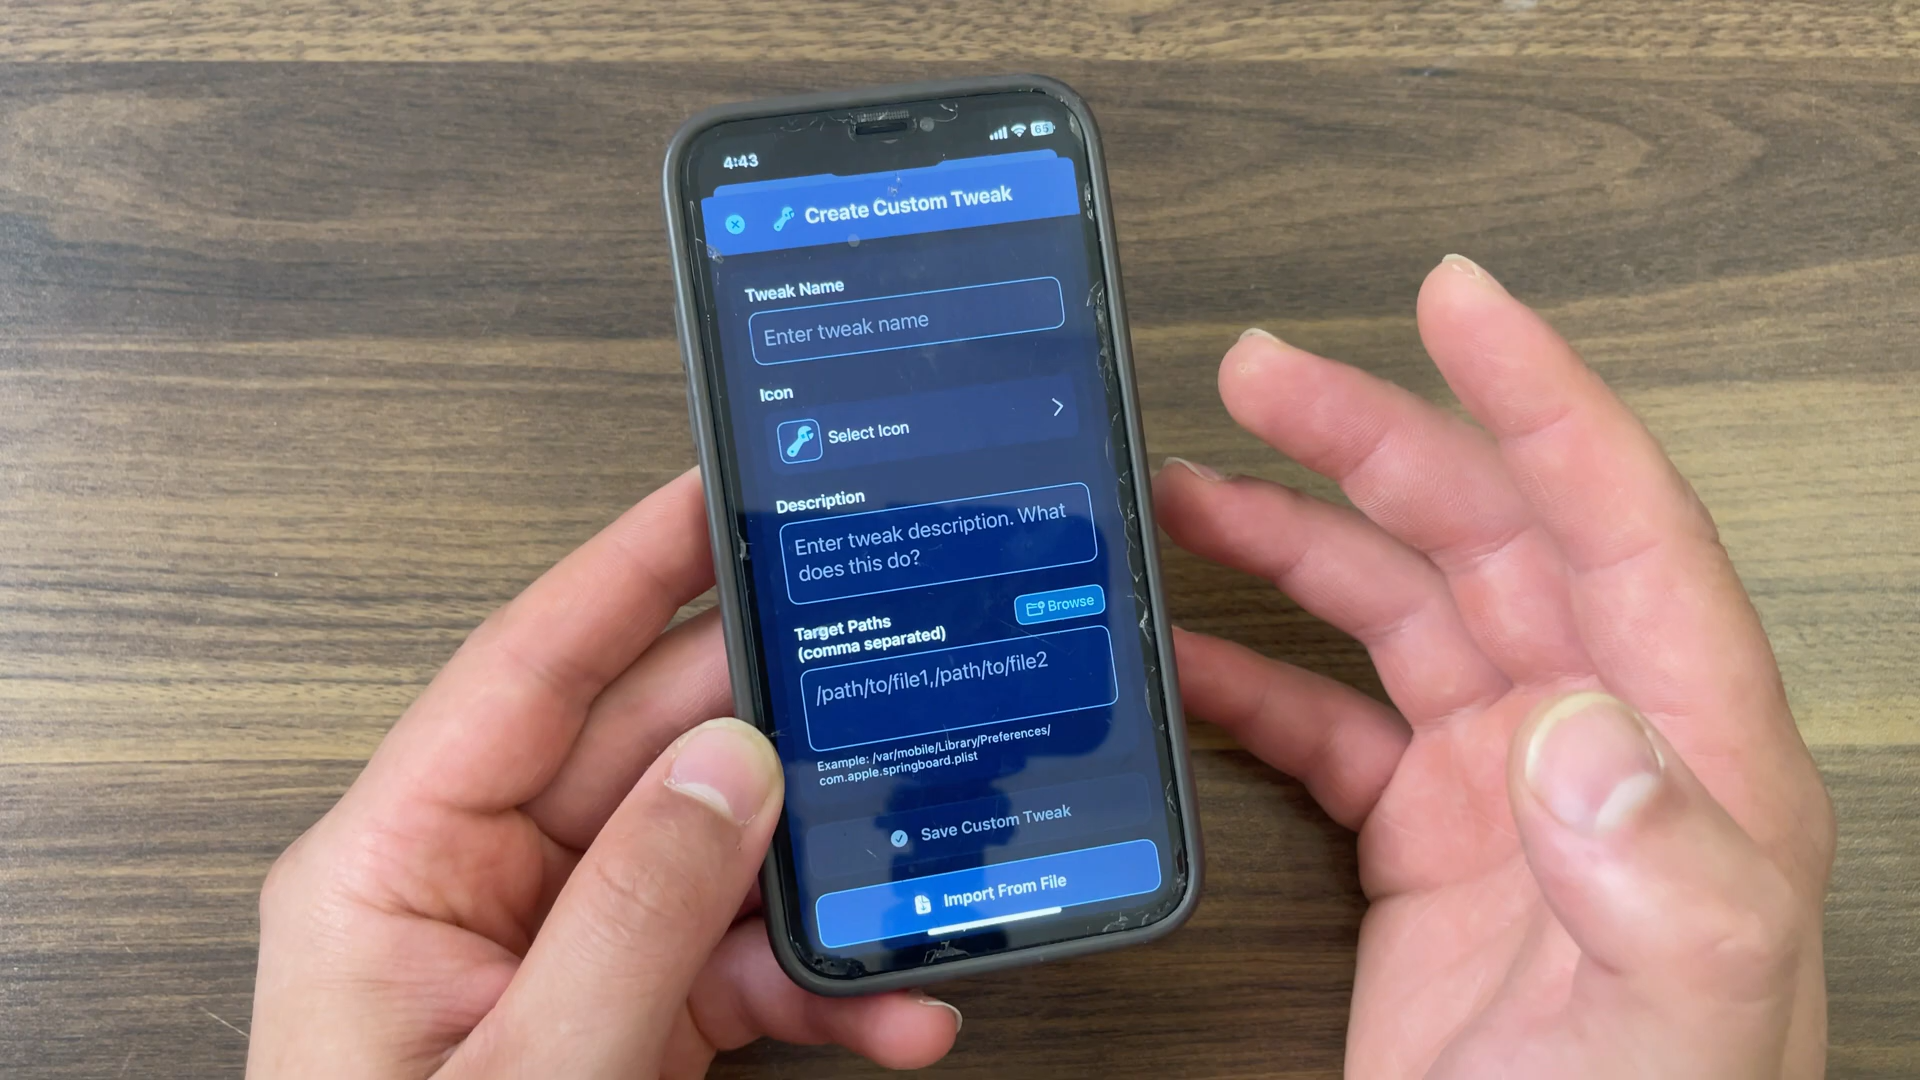 4:43
65
Create Custom Tweak
Tweak Name
Enter tweak name
Icon
Select Icon
Description
Enter tweak description. What
does this do?
Browse
Target Paths
(comma separated)
/path/to/file1,/path/to/file2
Example: /var/mobile/Library/Preferences/
com.apple.springboard.plist
Save Custom Tweak
Import From File